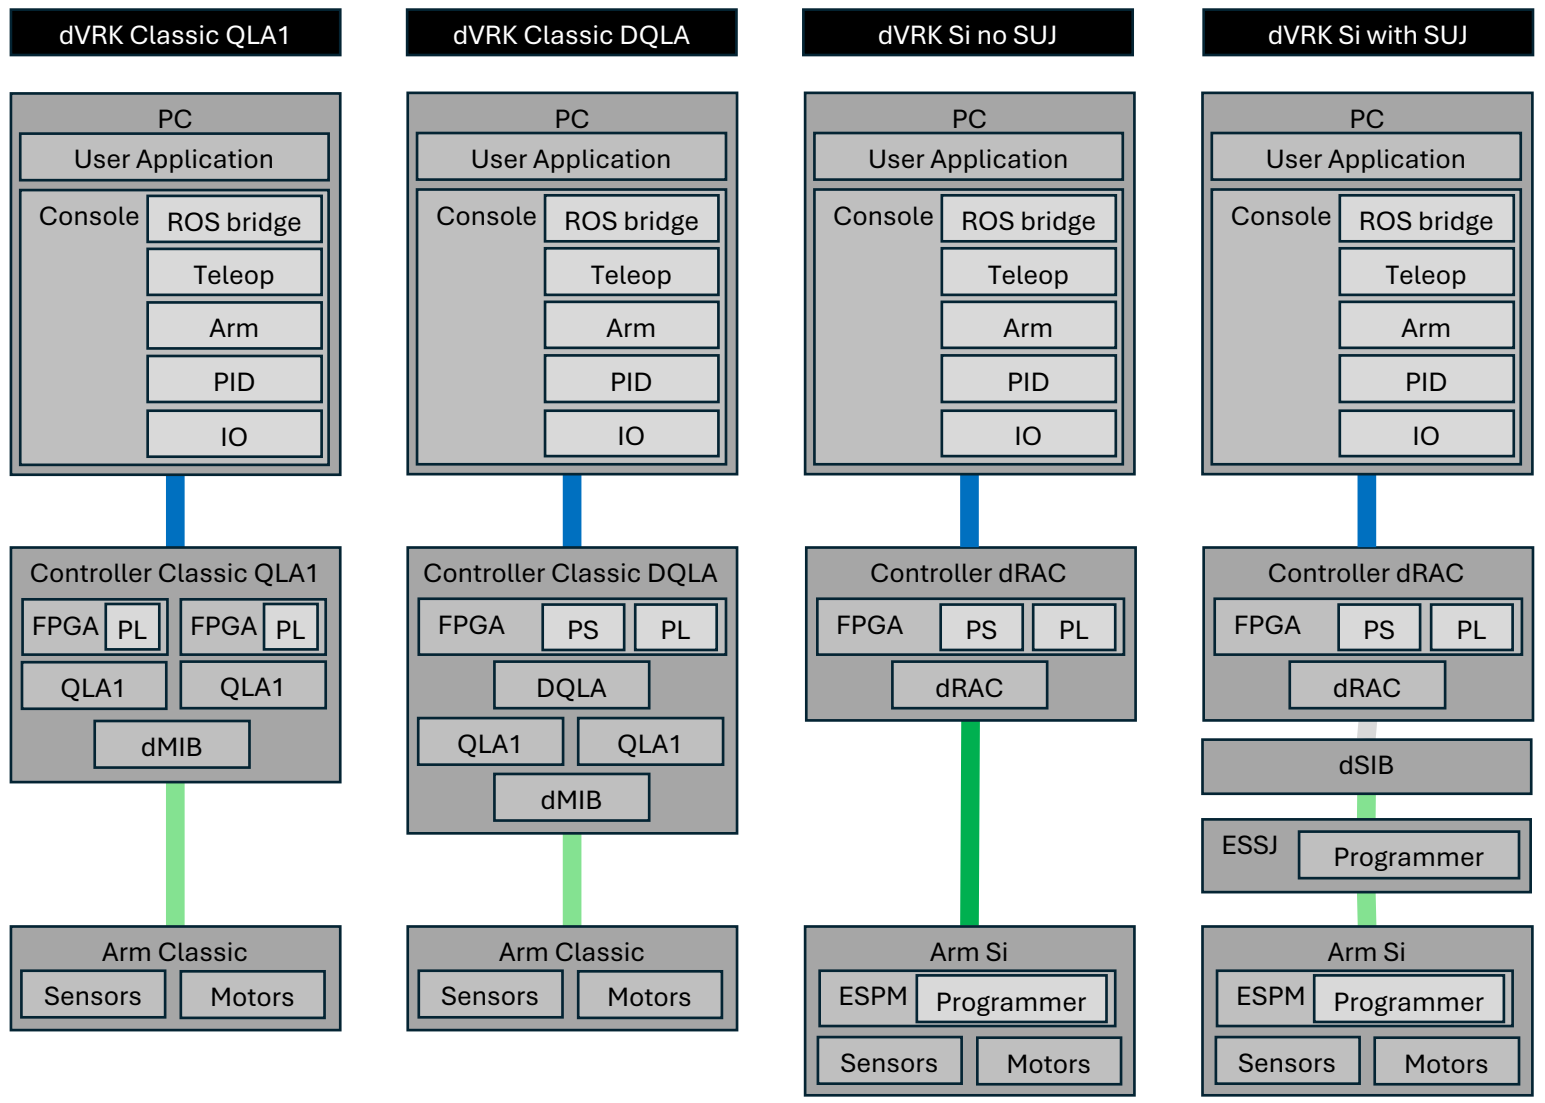 dVRK Classic QLA1
PC
User Application
Console
ROS bridge
Teleop
Arm
PID
IO
Controller Classic QLA1
FPGA PL
FPGA PL
QLA1
QLA1
dMIB
Arm Classic
Sensors
Motors
dVRK Classic DQLA
PC
User Application
Console
ROS bridge
Teleop
Arm
PID
IO
Controller Classic DQLA
FPGA
PS
PL
DQLA
QLA1
QLA1
dMIB
Arm Classic
Sensors
Motors
dVRK Si no SUJ
PC
User Application
Console
ROS bridge
Teleop
Arm
PID
IO
Controller dRAC
FPGA
PS
PL
dRAC
Arm Si
ESPM
Programmer
Sensors
Motors
dVRK Si with SUJ
PC
User Application
Console
ROS bridge
Teleop
Arm
PID
IO
Controller dRAC
FPGA
PS
PL
dRAC
dSIB
ESSJ
Programmer
Arm Si
ESPM
Programmer
Sensors
Motors